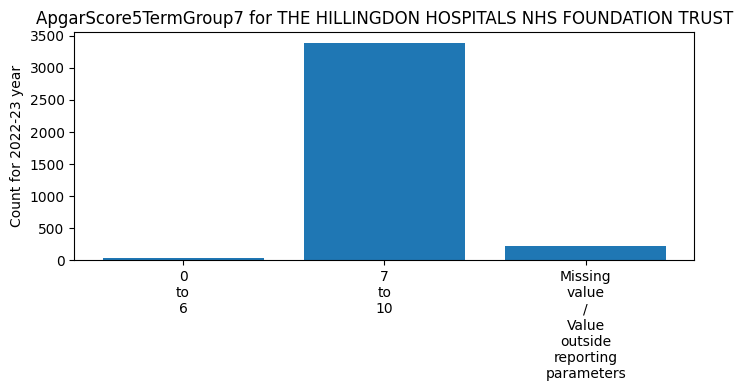 ApgarScore5TermGroup7 for THE HILLINGDON HOSPITALS NHS FOUNDATION TRUST
Count for 2022-23 year
3500
3000
2500
2000
1500
1000
500
0
0
to
6
7
to
10
Missing
value
/
Value
outside
reporting
parameters